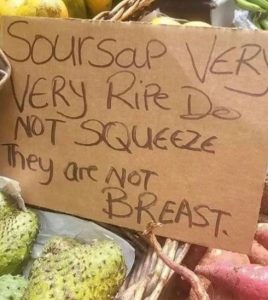 SOURSOP VERY
VERY RIPE DO
NOT SQUEEZE
They are NOT
BREAST.